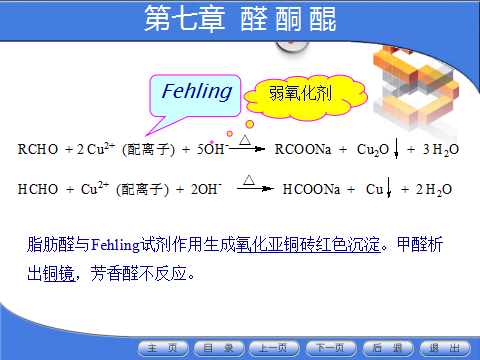 第七章 醛 酮 醌
Fehling
弱氧化剂
RCHO + 2 Cu²⁺ (配离子) + 5OH⁻ △ RCOONa + Cu₂O↓ + 3 H₂O
HCHO + Cu²⁺ (配离子) + 2OH⁻ △ HCOONa + Cu↓ + 2 H₂O
脂肪醛与Fehling试剂作用生成氧化亚铜砖红色沉淀。甲醛析
出铜镜，芳香醛不反应。
主 页 目 录 上一页 下一页 后 退 退 出